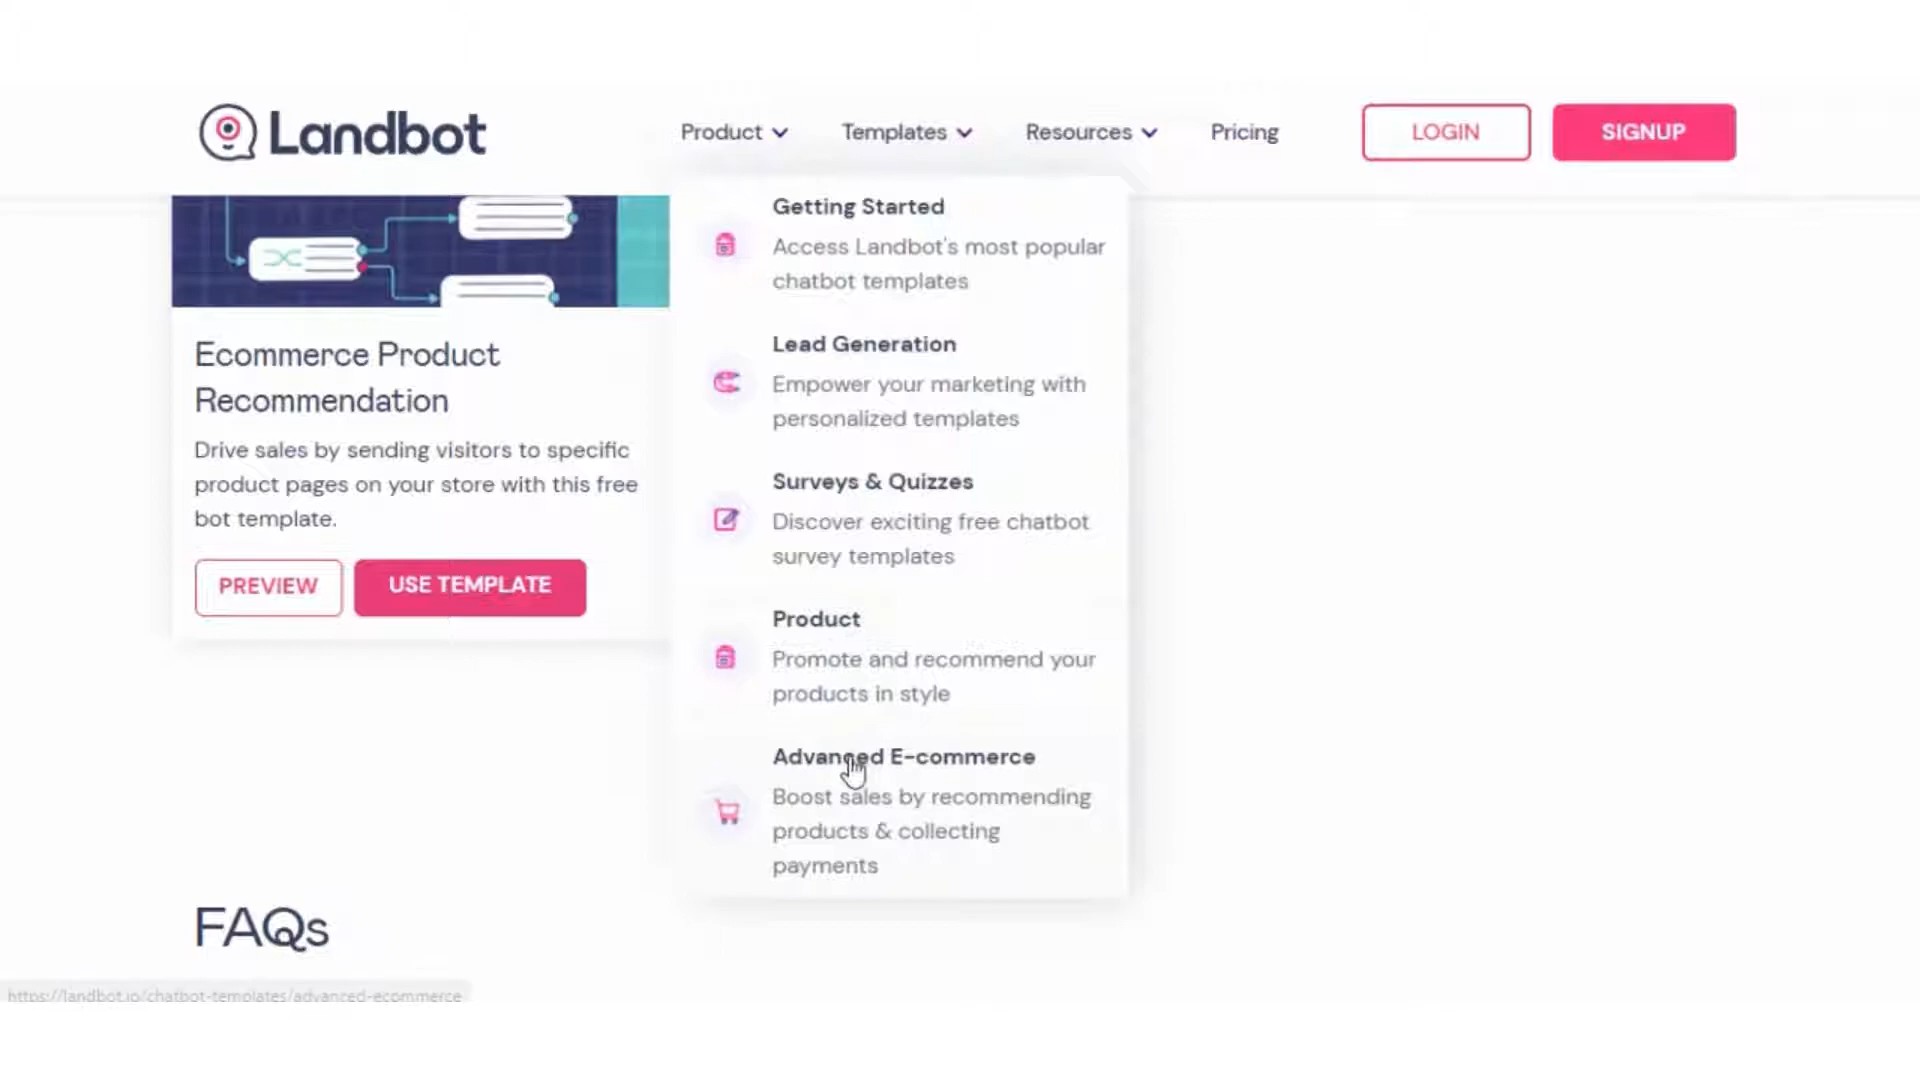 Landbot
Product
Templates
Resources
Pricing
LOGIN
SIGNUP
Ecommerce Product
Recommendation
Drive sales by sending visitors to specific
product pages on your store with this free
bot template.
PREVIEW
USE TEMPLATE
Getting Started
Access Landbot's most popular
chatbot templates
Lead Generation
Empower your marketing with
personalized templates
Surveys & Quizzes
Discover exciting free chatbot
survey templates
Product
Promote and recommend your
products in style
Advanced E-commerce
Boost sales by recommending
products & collecting
payments
FAQs
https://landbot.io/chatbot-templates/advanced-ecommerce